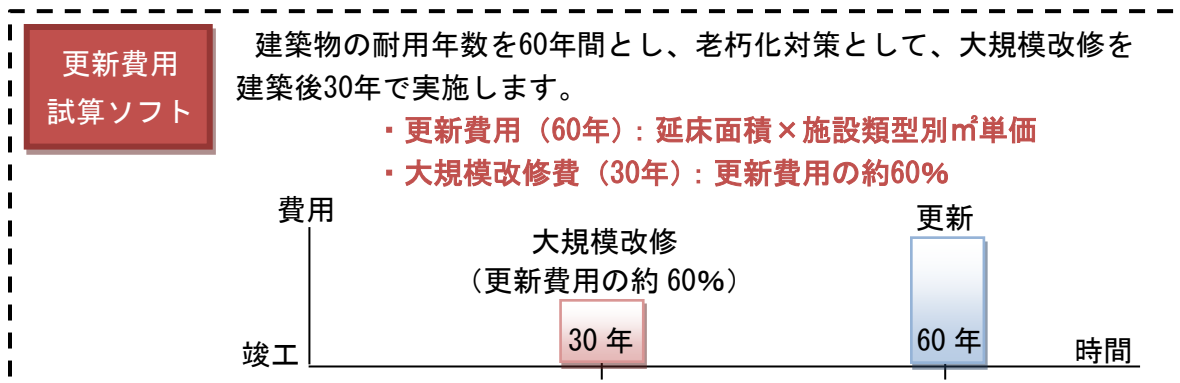 更新費用
試算ソフト
建築物の耐用年数を60年間とし、老朽化対策として、大規模改修を
建築後30年で実施します。
・更新費用（60年）：延床面積×施設類型別㎡単価
・大規模改修費（30年）：更新費用の約60％
費用
大規模改修
（更新費用の約 60％）
更新
30 年
60 年
竣工
時間